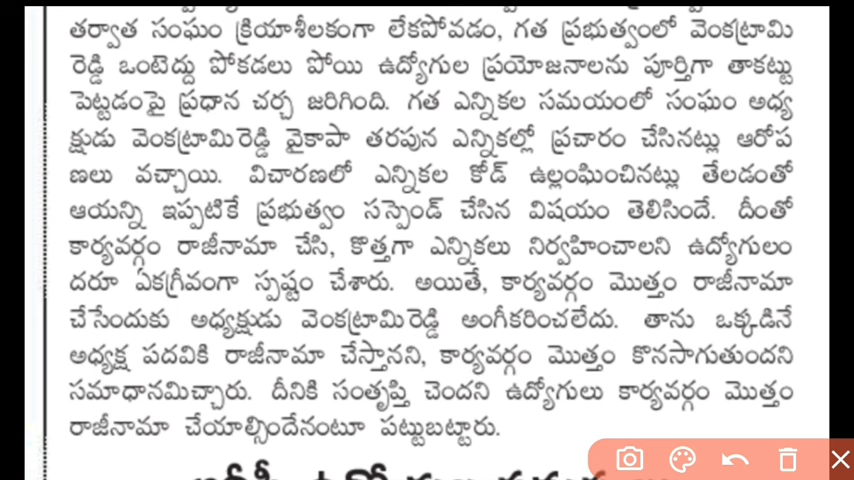 తర్వాత సంఘం క్రియాశీలకంగా లేకపోవడం, గత ప్రభుత్వంలో వెంకట్రామి
రెడ్డి ఒంటెద్దు పోకడలు పోయి ఉద్యోగుల ప్రయోజనాలను పూర్తిగా తాకట్టు
పెట్టడంపై ప్రధాన చర్చ జరిగింది. గత ఎన్నికల సమయంలో సంఘం అధ్య
క్షుడు వెంకట్రామిరెడ్డి వైకాపా తరపున ఎన్నికల్లో ప్రచారం చేసినట్లు ఆరోప
ణలు వచ్చాయి. విచారణలో ఎన్నికల కోడ్ ఉల్లంఘించినట్లు తేలడంతో
ఆయన్ని ఇప్పటికే ప్రభుత్వం సస్పెండ్ చేసిన విషయం తెలిసిందే. దీంతో
కార్యవర్గం రాజీనామా చేసి, కొత్తగా ఎన్నికలు నిర్వహించాలని ఉద్యోగులం
దరూ ఏకగ్రీవంగా స్పష్టం చేశారు. అయితే, కార్యవర్గం మొత్తం రాజీనామా
చేసేందుకు అధ్యక్షుడు వెంకట్రామిరెడ్డి అంగీకరించలేదు. తాను ఒక్కడినే
అధ్యక్ష పదవికి రాజీనామా చేస్తానని, కార్యవర్గం మొత్తం కొనసాగుతుందని
సమాధానమిచ్చారు. దీనికి సంతృప్తి చెందని ఉద్యోగులు కార్యవర్గం మొత్తం
రాజీనామా చేయాల్సిందేనంటూ పట్టుబట్టారు.